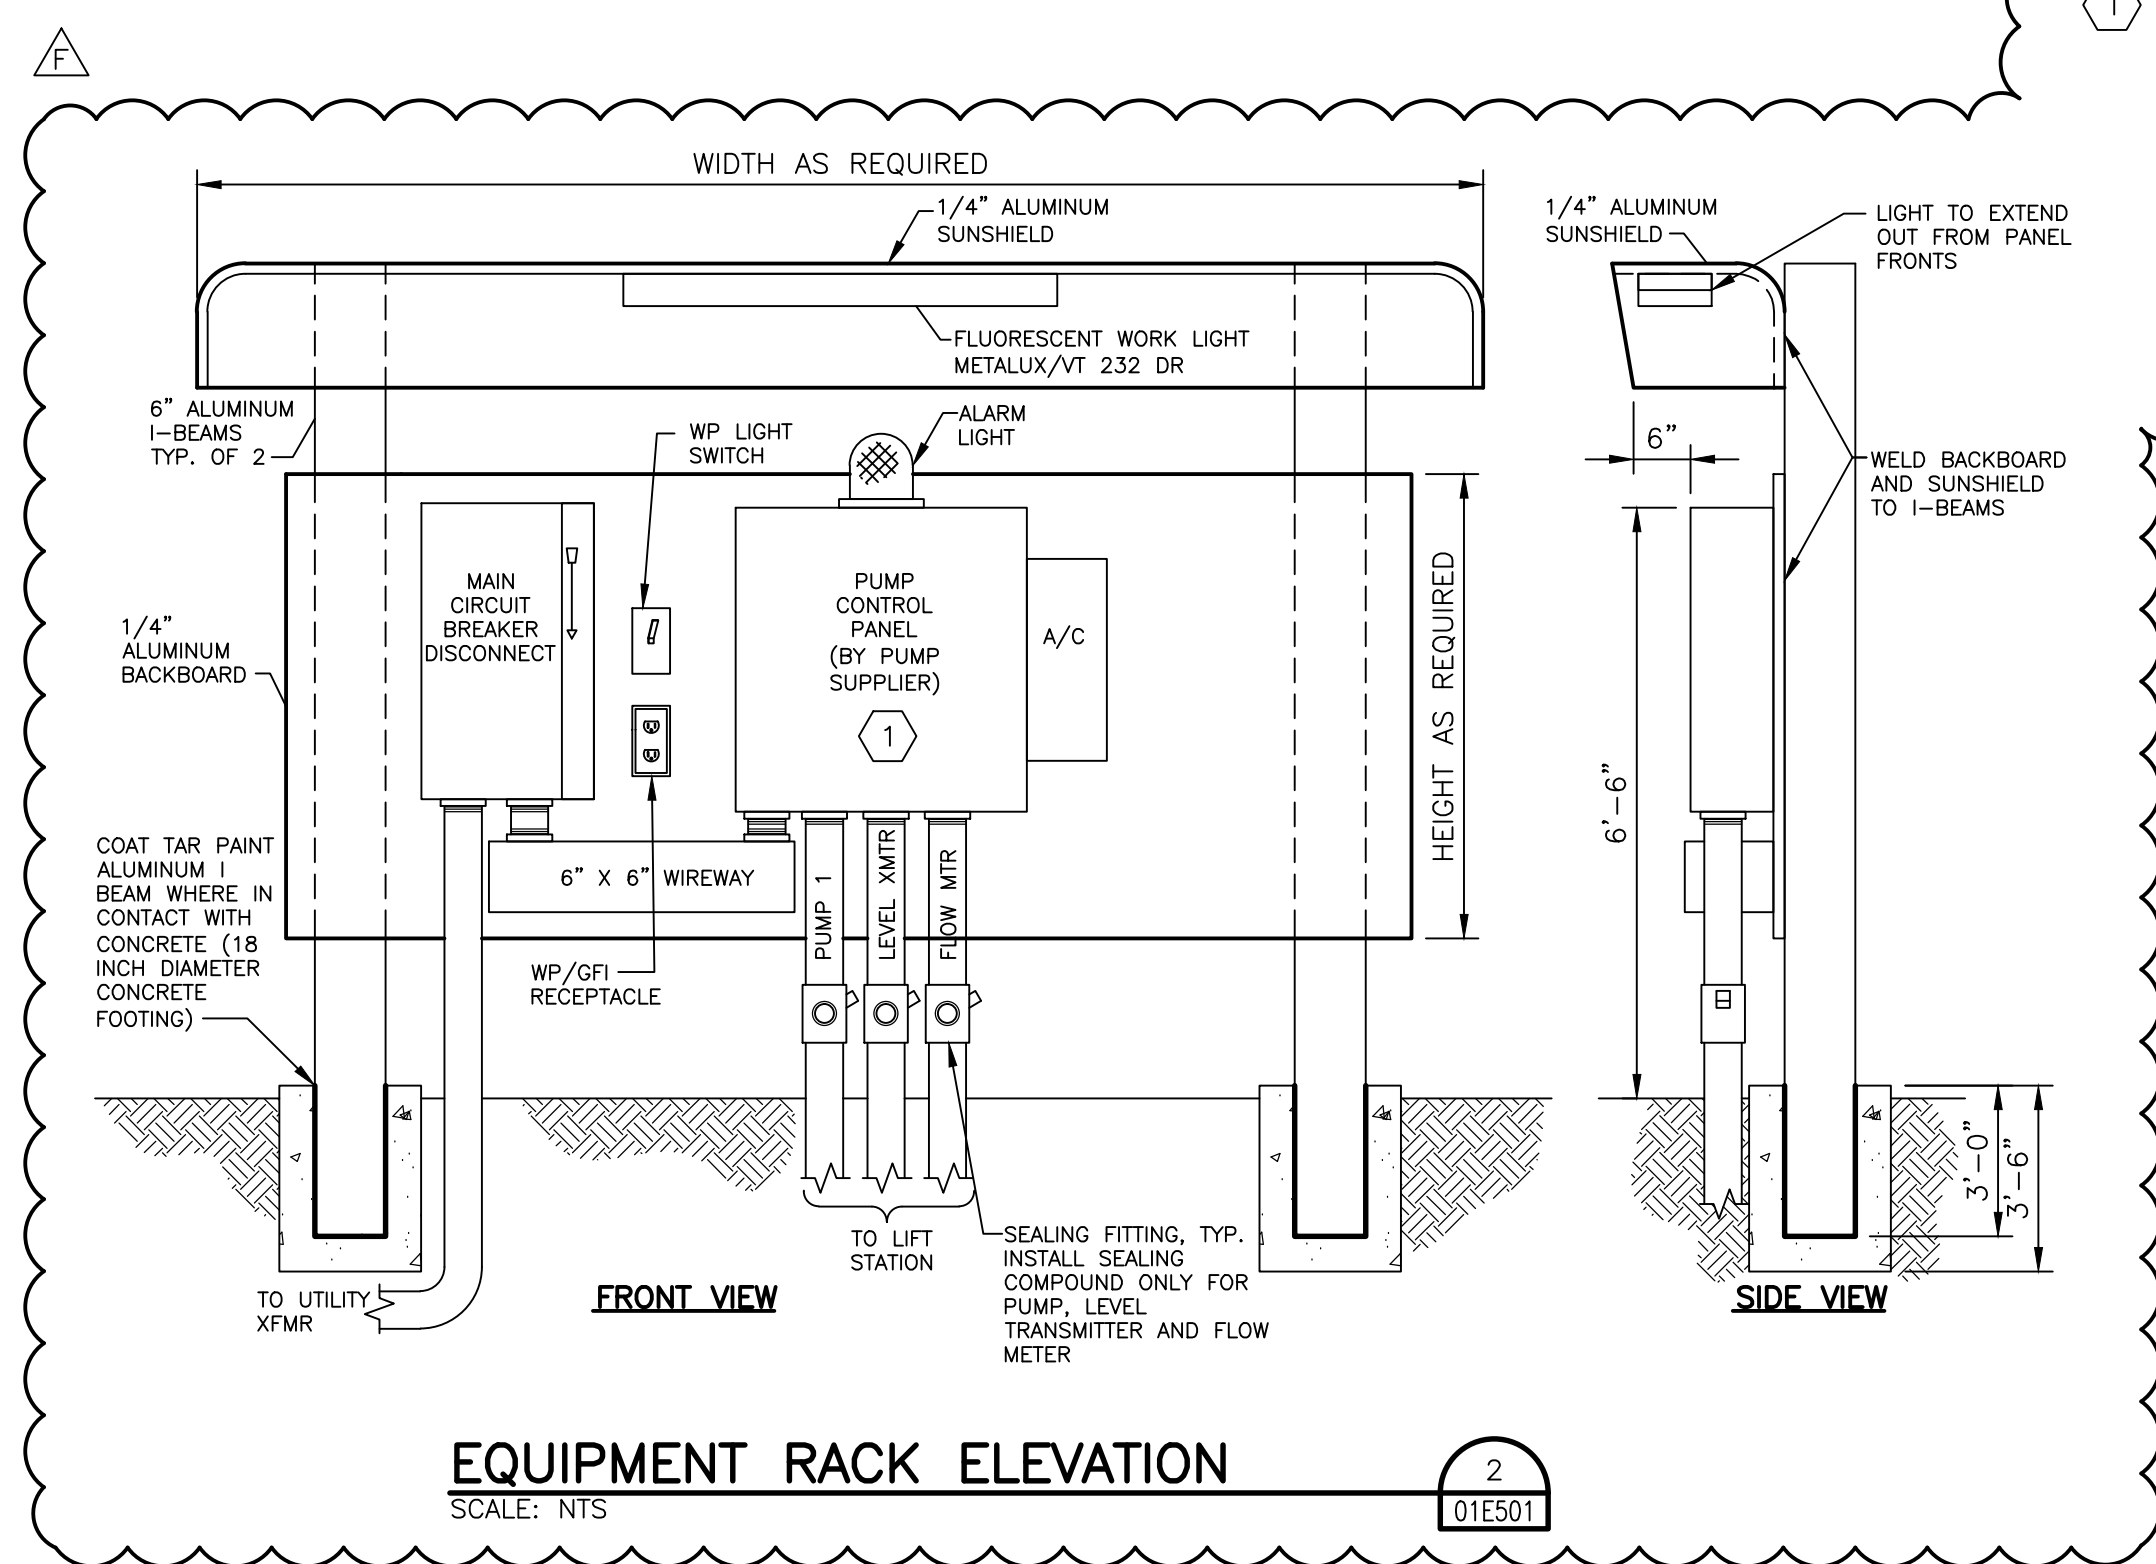 F
1
WIDTH AS REQUIRED
1/4" ALUMINUM
SUNSHIELD
1/4" ALUMINUM
SUNSHIELD
LIGHT TO EXTEND
OUT FROM PANEL
FRONTS
FLUORESCENT WORK LIGHT
METALUX/VT 232 DR
6" ALUMINUM
I-BEAMS
TYP. OF 2
WP LIGHT
SWITCH
ALARM
LIGHT
6"
WELD BACKBOARD
AND SUNSHIELD
TO I-BEAMS
MAIN
CIRCUIT
BREAKER
DISCONNECT
PUMP
CONTROL
PANEL
(BY PUMP
SUPPLIER)
1
A/C
HEIGHT AS REQUIRED
6'-6"
1/4"
ALUMINUM
BACKBOARD
COAT TAR PAINT
ALUMINUM I
BEAM WHERE IN
CONTACT WITH
CONCRETE (18
INCH DIAMETER
CONCRETE
FOOTING)
6" X 6" WIREWAY
PUMP 1
LEVEL XMTR
FLOW MTR
WP/GFI
RECEPTACLE
3'-0"
3'-6"
TO LIFT
STATION
SEALING FITTING, TYP.
INSTALL SEALING
COMPOUND ONLY FOR
PUMP, LEVEL
TRANSMITTER AND FLOW
METER
TO UTILITY
XFMR
FRONT VIEW
SIDE VIEW
EQUIPMENT RACK ELEVATION
SCALE: NTS
2
01E501